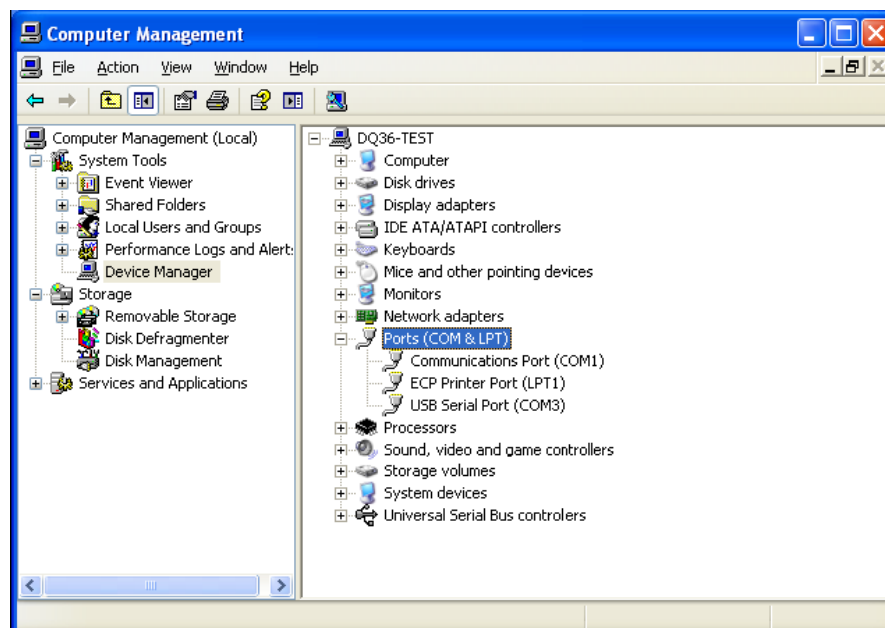 Computer Management
File Action View Window Help
Computer Management (Local)
System Tools
Event Viewer
Shared Folders
Local Users and Groups
Performance Logs and Alert:
Device Manager
Storage
Removable Storage
Disk Defragmenter
Disk Management
Services and Applications
DQ36-TEST
Computer
Disk drives
Display adapters
IDE ATA/ATAPI controllers
Keyboards
Mice and other pointing devices
Monitors
Network adapters
Ports (COM & LPT)
Communications Port (COM1)
ECP Printer Port (LPT1)
USB Serial Port (COM3)
Processors
Sound, video and game controllers
Storage volumes
System devices
Universal Serial Bus controlers